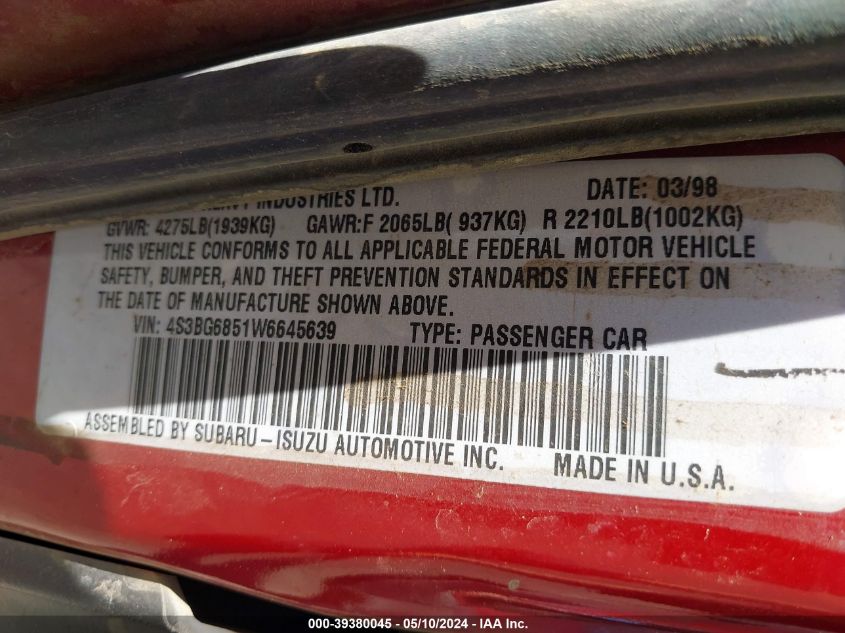 INDUSTRIES LTD. DATE: 03/98
GVWR: 4275LB(1939KG) GAWR:F 2065LB( 937KG) R 2210LB(1002KG)
THIS VEHICLE CONFORMS TO ALL APPLICABLE FEDERAL MOTOR VEHICLE
SAFETY, BUMPER, AND THEFT PREVENTION STANDARDS IN EFFECT ON
THE DATE OF MANUFACTURE SHOWN ABOVE.
VIN: 4S3BG6851W6645639 TYPE: PASSENGER CAR
ASSEMBLED BY SUBARU-ISUZU AUTOMOTIVE INC. MADE IN U.S.A.
000-39380045 - 05/10/2024 - IAA Inc.